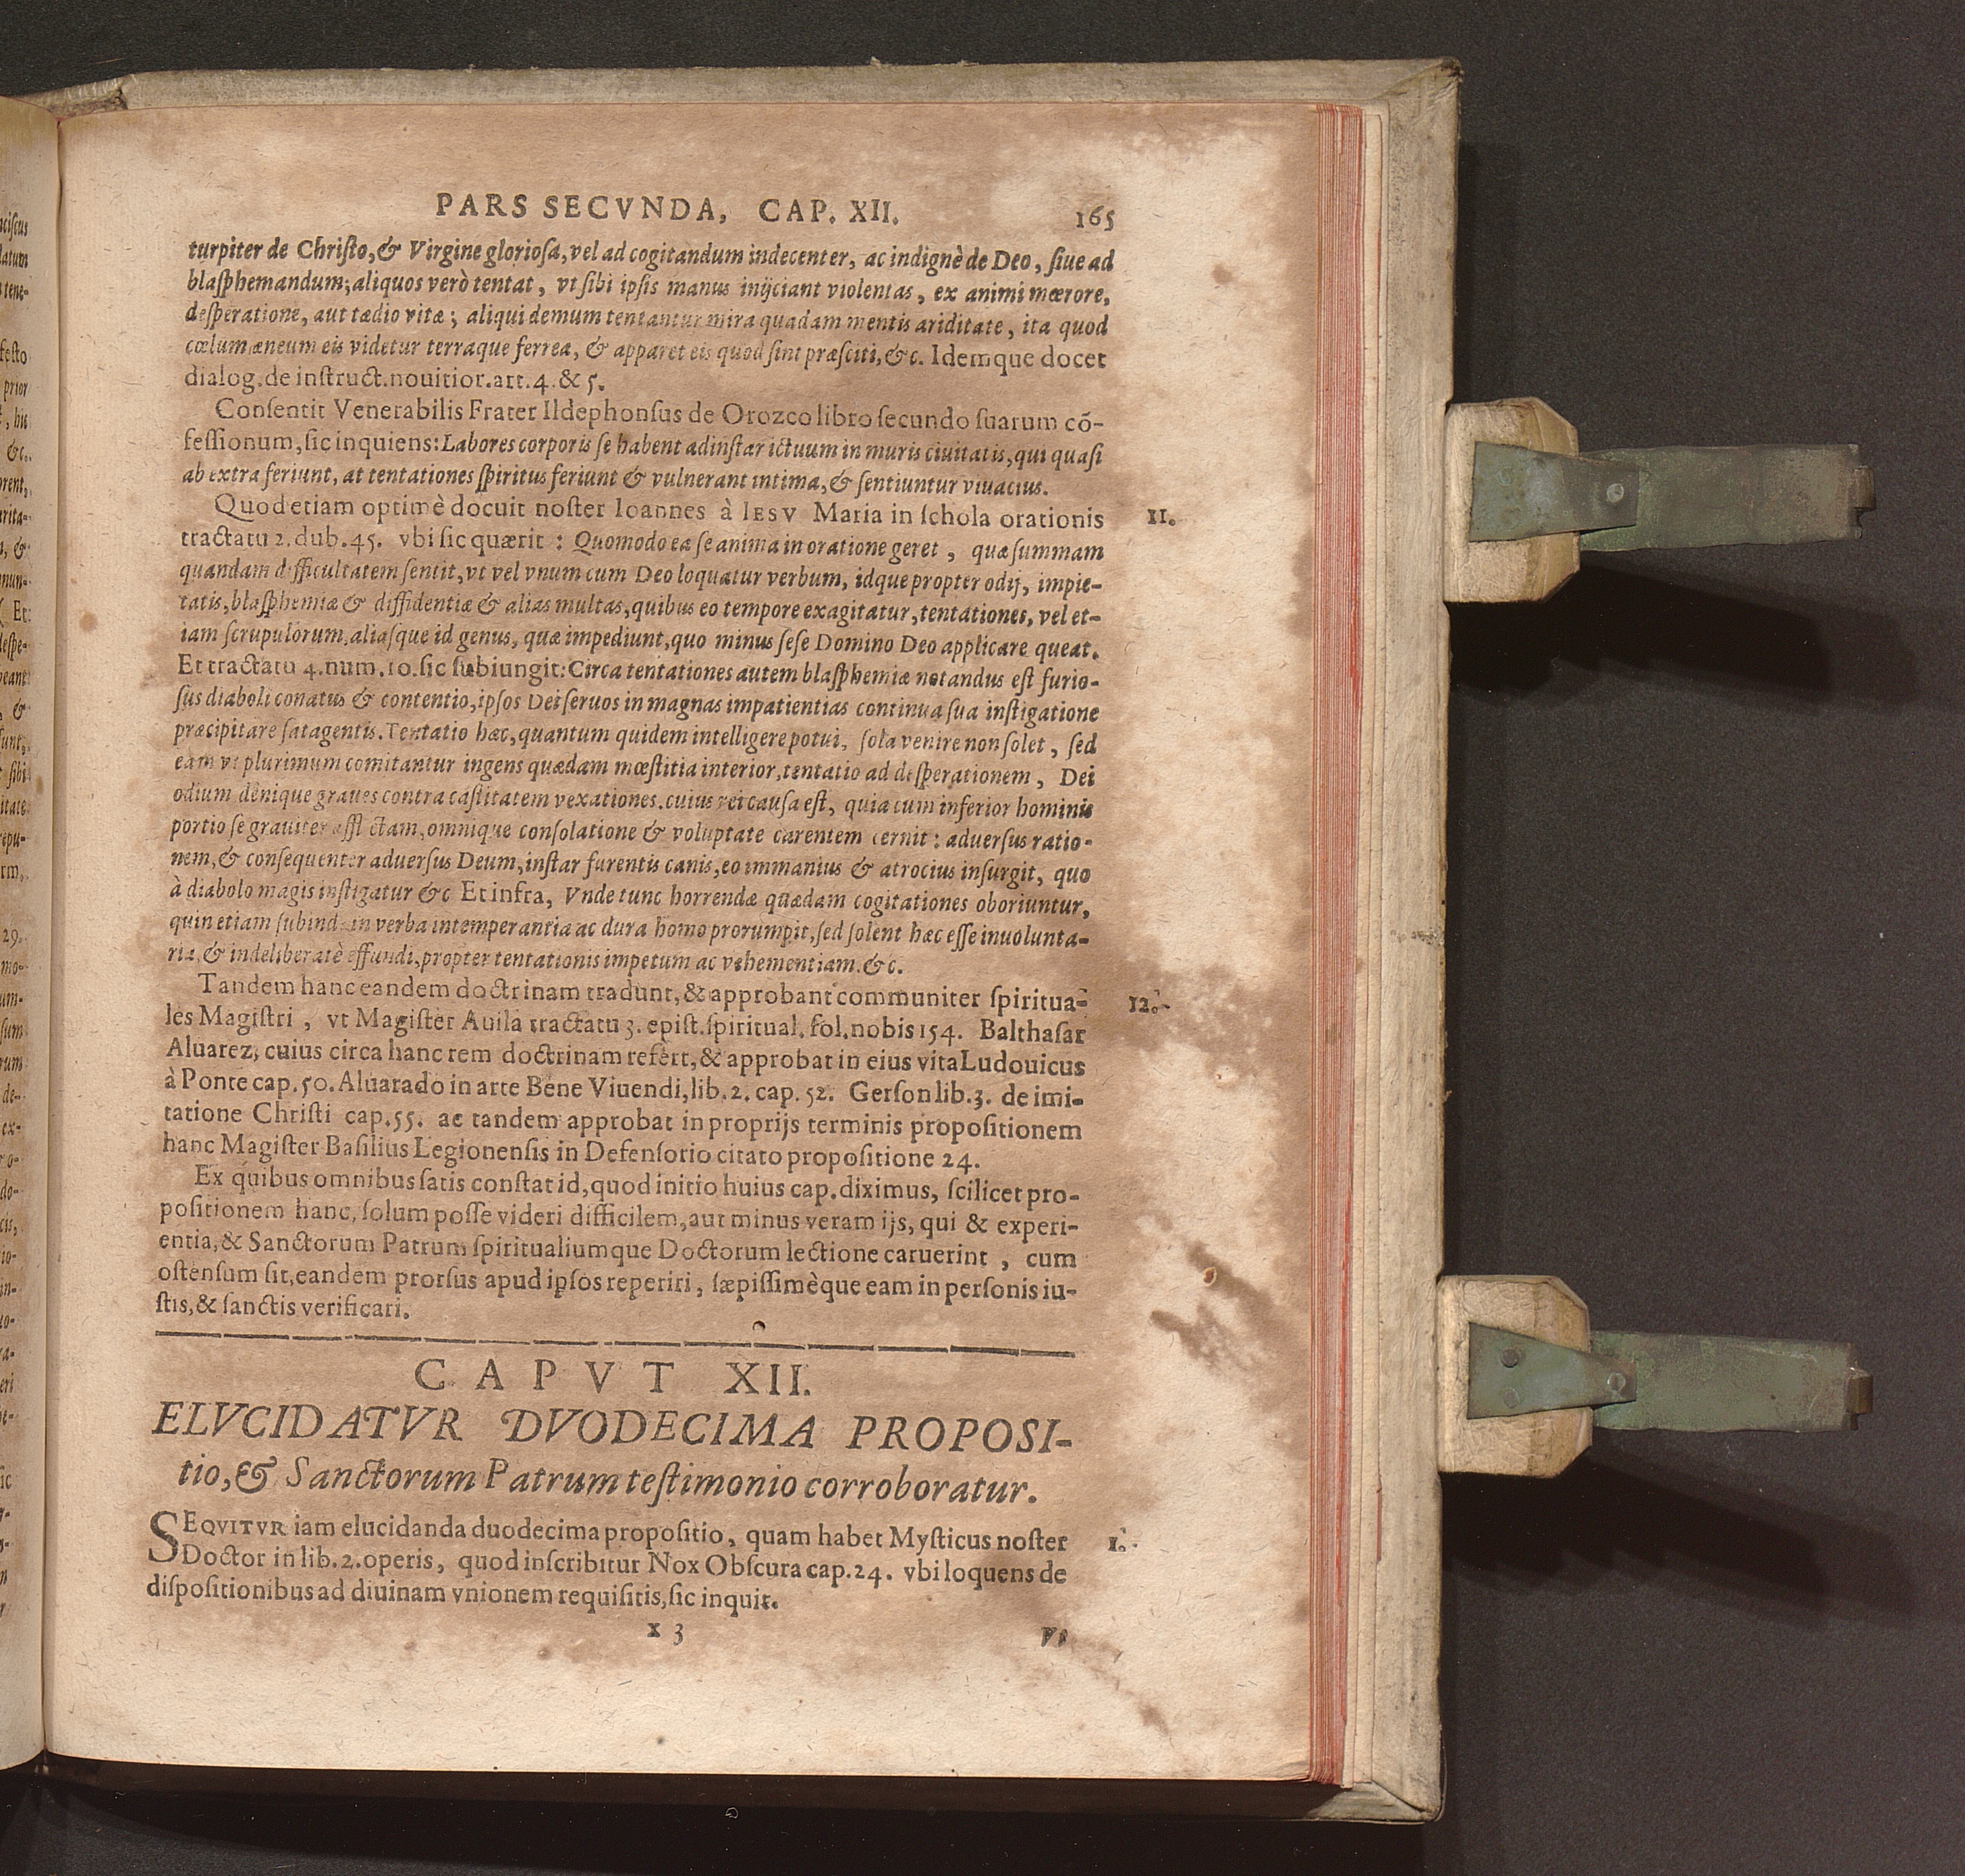 PARS SECVNDA, CAP. XII. 165
turpiter de Chriſto, & Virgine glorioſa, vel ad cogitandum indecenter, ac indignè de Deo, ſiue ad
blaſphemandum; aliquos verò tentat, vt ſibi ipſis manus inijciant violentas, ex animi mœrore,
deſperatione, aut tædio vitæ; aliqui demum tentantur mira quadam mentis ariditate, ita quod
cœlum æneum eis videtur terraque ferrea, & apparet eis quod ſint præſciti, &c. Idemque docet
dialog. de inſtruct. nouitior. art. 4. & 5.
Conſentit Venerabilis Frater Ildephonſus de Orozco libro ſecundo ſuarum cõ-
feſſionum, ſic inquiens: Labores corporis ſe habent adinſtar ictuum in muris ciuitatis, qui quaſi
ab extra feriunt, at tentationes ſpiritus feriunt & vulnerant intima, & ſentiuntur viuacius.
Quod etiam optimè docuit noſter Ioannes à IESV Maria in ſchola orationis 11.
tractatu 2. dub. 45. vbi ſic quærit: Quomodo ea ſe anima in oratione geret, quæ ſummam
quandam difficultatem ſentit, vt vel vnum cum Deo loquatur verbum, idque propter odij, impie-
tatis, blaſphemiæ & diffidentiæ & alias multas, quibus eo tempore exagitatur, tentationes, vel et-
iam ſcrupulorum, aliaſque id genus, quæ impediunt, quo minus ſeſe Domino Deo applicare queat.
Et tractatu 4. num. 10. ſic ſubiungit: Circa tentationes autem blaſphemiæ notandus eſt furio-
ſus diaboli conatus & contentio, ipſos Dei ſeruos in magnas impatientias continua ſua inſtigatione
præcipitare ſatagentis. Tentatio hæc, quantum quidem intelligere potui, ſola venire non ſolet, ſed
eam vt plurimum comitantur ingens quædam mœſtitia interior, tentatio ad deſperationem, Dei
odium denique graues contra caſtitatem vexationes. cuius rei cauſa eſt, quia cum inferior hominis
portio ſe grauiter afflictam, omnique conſolatione & voluptate carentem cernit: aduerſus ratio-
nem, & conſequenter aduerſus Deum, inſtar furentis canis, eo immanius & atrocius inſurgit, quo
à diabolo magis inſtigatur &c Et infra, Vnde tunc horrendæ quædam cogitationes oboriuntur,
quin etiam ſubinde in verba intemperantia ac dura homo prorumpit, ſed ſolent hæc eſſe inuolunta-
ria, & indeliberatè effundi, propter tentationis impetum ac vehementiam. &c.
Tandem hanc eandem doctrinam tradunt, & approbant communiter ſpiritua- 12.
les Magiſtri, vt Magiſter Auila tractatu 3. epiſt. ſpiritual. fol. nobis 154. Balthaſar
Aluarez, cuius circa hanc rem doctrinam refert, & approbat in eius vita Ludouicus
à Ponte cap. 50. Aluarado in arte Bene Viuendi, lib. 2. cap. 52. Gerſon lib. 3. de imi-
tatione Chriſti cap. 55. ac tandem approbat in proprijs terminis propoſitionem
hanc Magiſter Baſilius Legionenſis in Defenſorio citato propoſitione 24.
Ex quibus omnibus ſatis conſtat id, quod initio huius cap. diximus, ſcilicet pro-
poſitionem hanc, ſolum poſſe videri difficilem, aut minus veram ijs, qui & experi-
entia, & Sanctorum Patrum ſpiritualiumque Doctorum lectione caruerint, cum
oſtenſum ſit, eandem prorſus apud ipſos reperiri, ſæpiſſimèque eam in perſonis iu-
ſtis, & ſanctis verificari.
CAPVT XII.
ELVCIDATVR DVODECIMA PROPOSI-
tio, & Sanctorum Patrum teſtimonio corroboratur.
SEQVITVR iam elucidanda duodecima propoſitio, quam habet Myſticus noſter 1.
Doctor in lib. 2. operis, quod inſcribitur Nox Obſcura cap. 24. vbi loquens de
diſpoſitionibus ad diuinam vnionem requiſitis, ſic inquit.
x 3